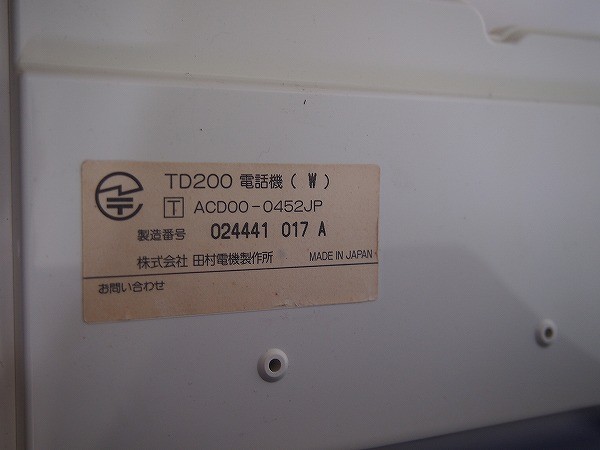 TD200 電話機 ( W )
T ACD00-0452JP
製造番号 024441 017 A
株式会社 田村電機製作所 MADE IN JAPAN
お問い合わせ